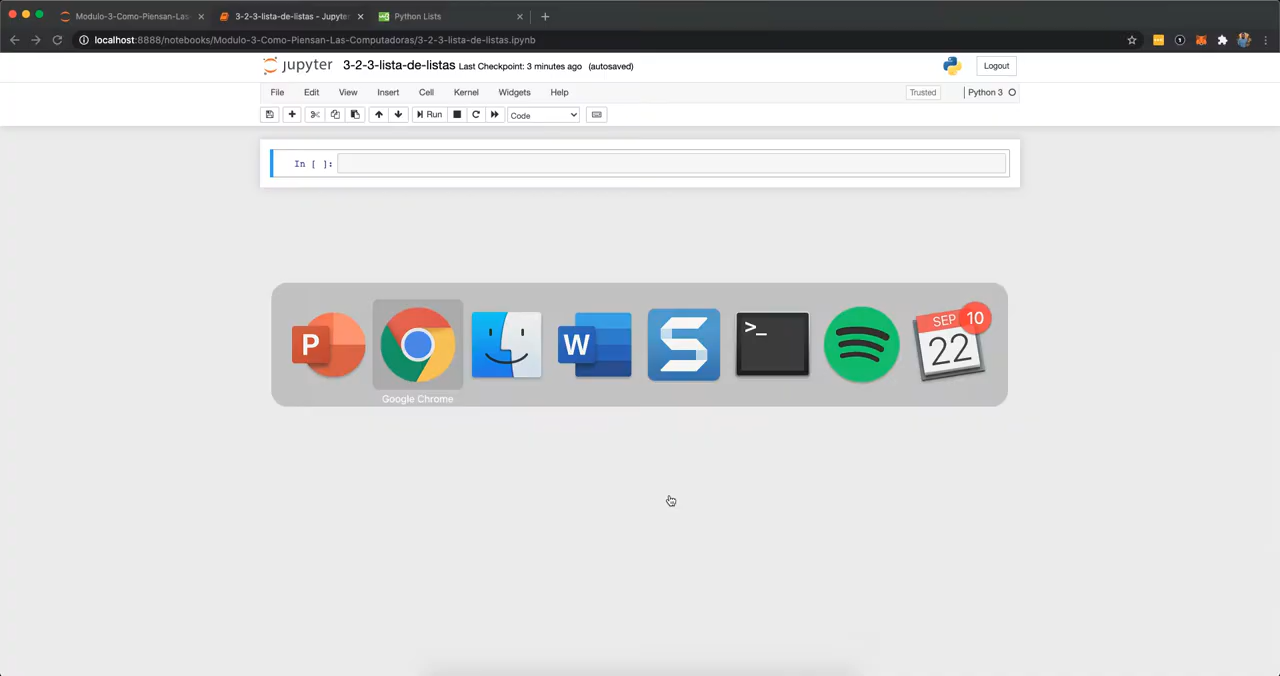 Modulo-3-Como-Piensan-Las-
3-2-3-lista-de-listas - Jupyter
Python Lists
localhost:8888/notebooks/Modulo-3-Como-Piensan-Las-Computadoras/3-2-3-lista-de-listas.ipynb
jupyter 3-2-3-lista-de-listas Last Checkpoint: 3 minutes ago (autosaved)
Logout
File Edit View Insert Cell Kernel Widgets Help
Trusted
Python 3
Run
Code
In [ ]:
P
W
S
>_
SEP
10
22
Google Chrome